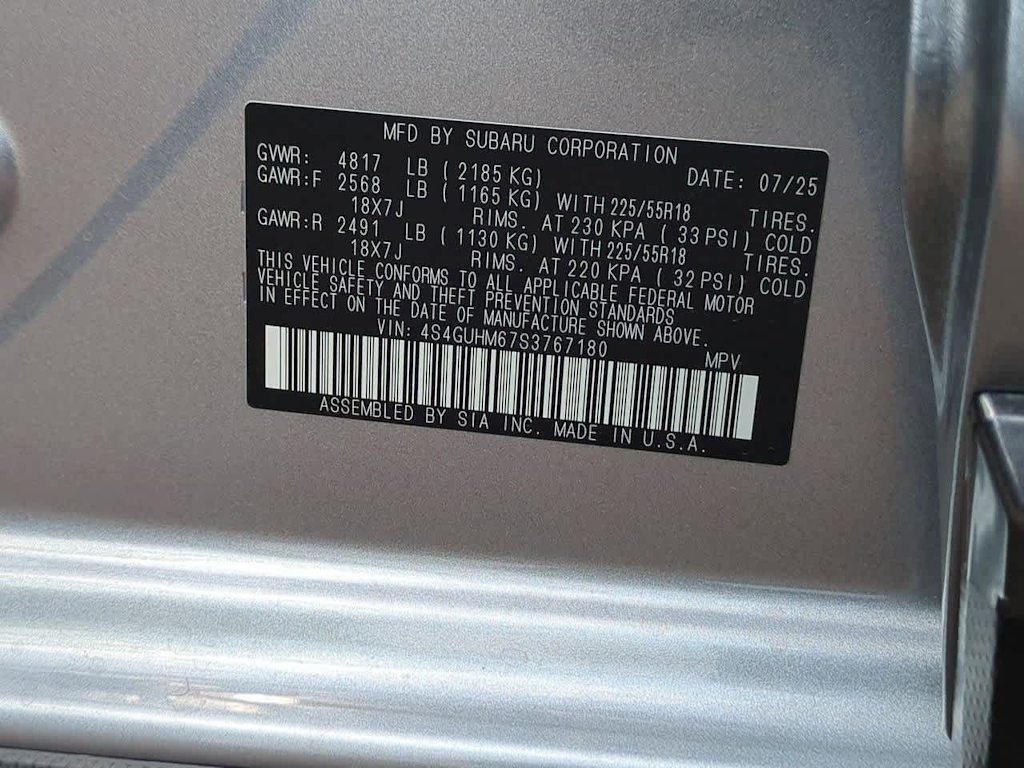 MFD BY SUBARU CORPORATION
GVWR: 4817 LB ( 2185 KG) DATE: 07/25
GAWR:F 2568 LB ( 1165 KG) WITH 225/55R18 TIRES.
18X7J RIMS. AT 230 KPA ( 33 PSI) COLD
GAWR:R 2491 LB ( 1130 KG) WITH 225/55R18 TIRES.
18X7J RIMS. AT 220 KPA ( 32 PSI) COLD
THIS VEHICLE CONFORMS TO ALL APPLICABLE FEDERAL MOTOR
VEHICLE SAFETY AND THEFT PREVENTION STANDARDS
IN EFFECT ON THE DATE OF MANUFACTURE SHOWN ABOVE.
VIN: 4S4GUHM67S3767180 MPV
ASSEMBLED BY SIA INC. MADE IN U.S.A.